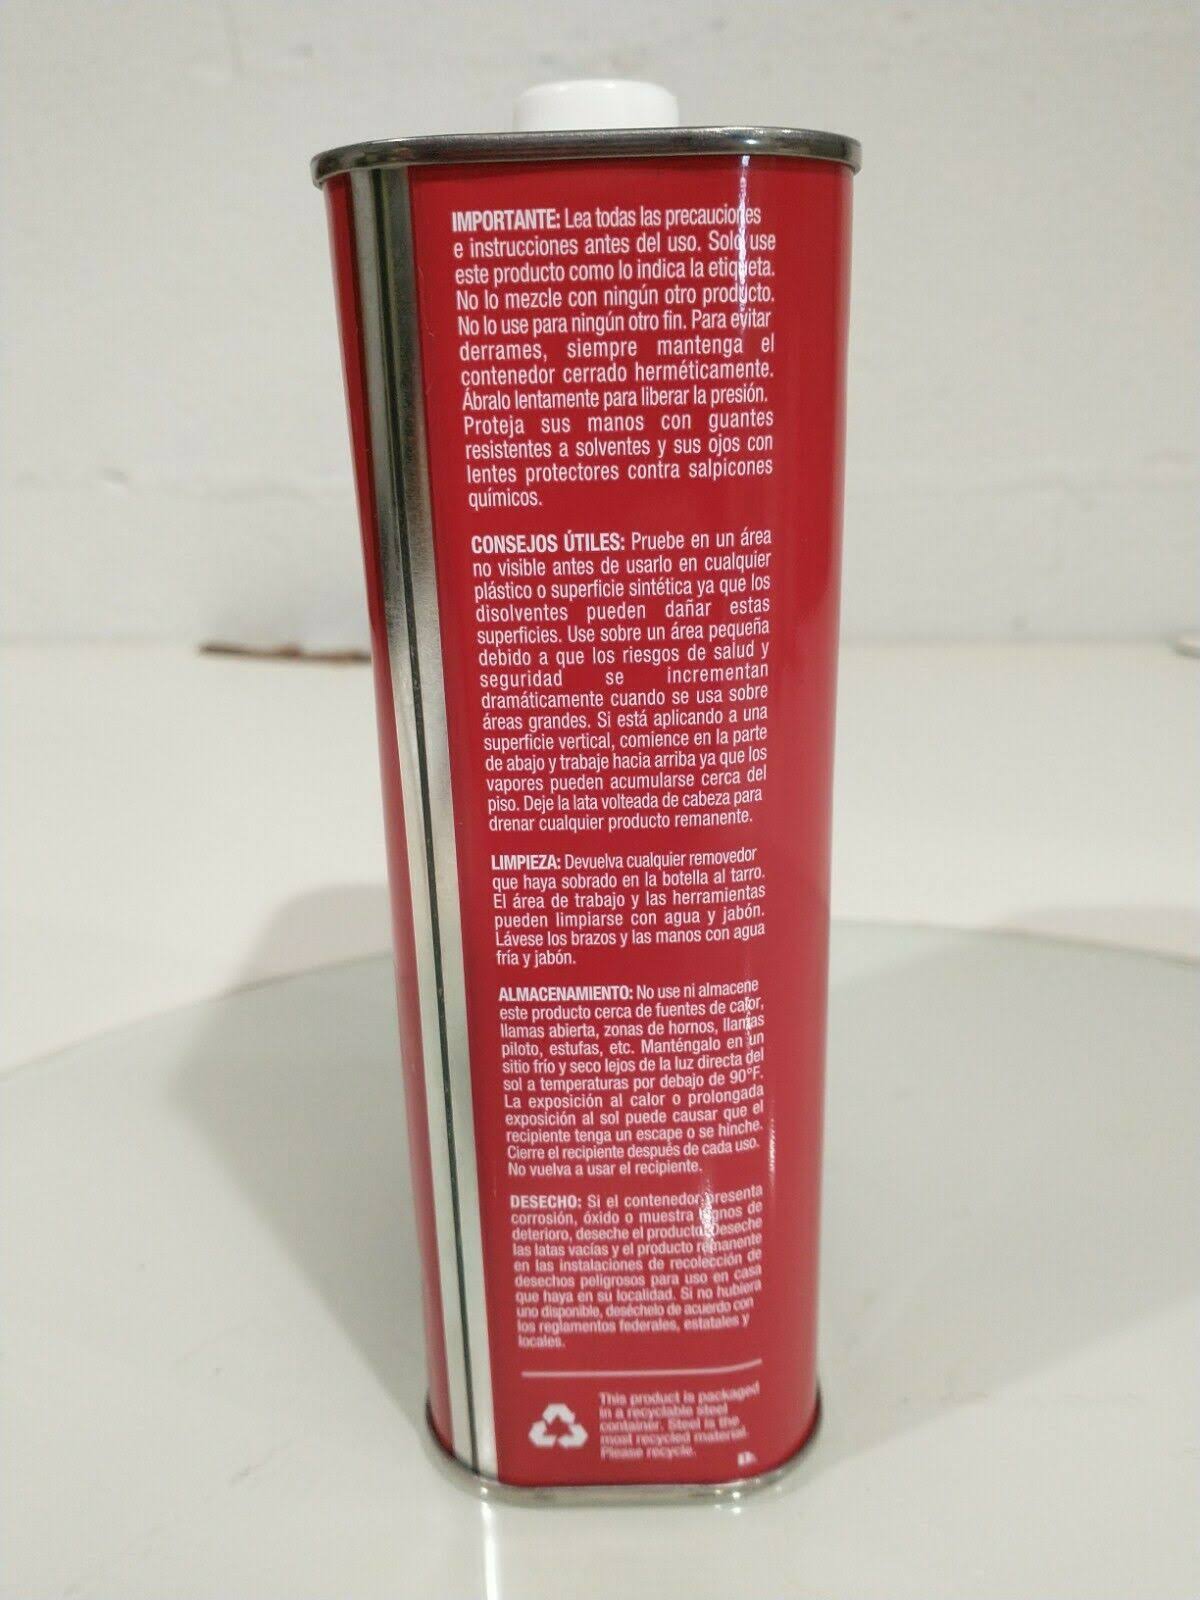 IMPORTANTE: Lea todas las precauciones
e instrucciones antes del uso. Solo use
este producto como lo indica la etiqueta.
No lo mezcle con ningún otro producto.
No lo use para ningún otro fin. Para evitar
derrames, siempre mantenga el
contenedor cerrado herméticamente.
Ábralo lentamente para liberar la presión.
Proteja sus manos con guantes
resistentes a solventes y sus ojos con
lentes protectores contra salpicones
químicos.
CONSEJOS ÚTILES: Pruebe en un área
no visible antes de usarlo en cualquier
plástico o superficie sintética ya que los
disolventes pueden dañar estas
superficies. Use sobre un área pequeña
debido a que los riesgos de salud y
seguridad se incrementan
dramáticamente cuando se usa sobre
áreas grandes. Si está aplicando a una
superficie vertical, comience en la parte
de abajo y trabaje hacia arriba ya que los
vapores pueden acumularse cerca del
piso. Deje la lata volteada de cabeza para
drenar cualquier producto remanente.
LIMPIEZA: Devuelva cualquier removedor
que haya sobrado en la botella al tarro.
El área de trabajo y las herramientas
pueden limpiarse con agua y jabón.
Lávese los brazos y las manos con agua
fría y jabón.
ALMACENAMIENTO: No use ni almacene
este producto cerca de fuentes de calor,
llamas abierta, zonas de hornos, llamas
piloto, estufas, etc. Manténgalo en un
sitio frío y seco lejos de la luz directa del
sol a temperaturas por debajo de 90°F.
La exposición al calor o prolongada
exposición al sol puede causar que el
recipiente tenga un escape o se hinche.
Cierre el recipiente después de cada uso.
No vuelva a usar el recipiente.
DESECHO: Si el contenedor presenta
corrosión, óxido o muestra signos de
deterioro, deseche el producto. Deseche
las latas vacías y el producto remanente
en las instalaciones de recolección de
desechos peligrosos para uso en casa
que haya en su localidad. Si no hubiera
uno disponible, deséchelo de acuerdo con
los reglamentos federales, estatales y
locales.
This product is packaged
in a recyclable steel
container. Steel is the
most recycled material.
Please recycle.